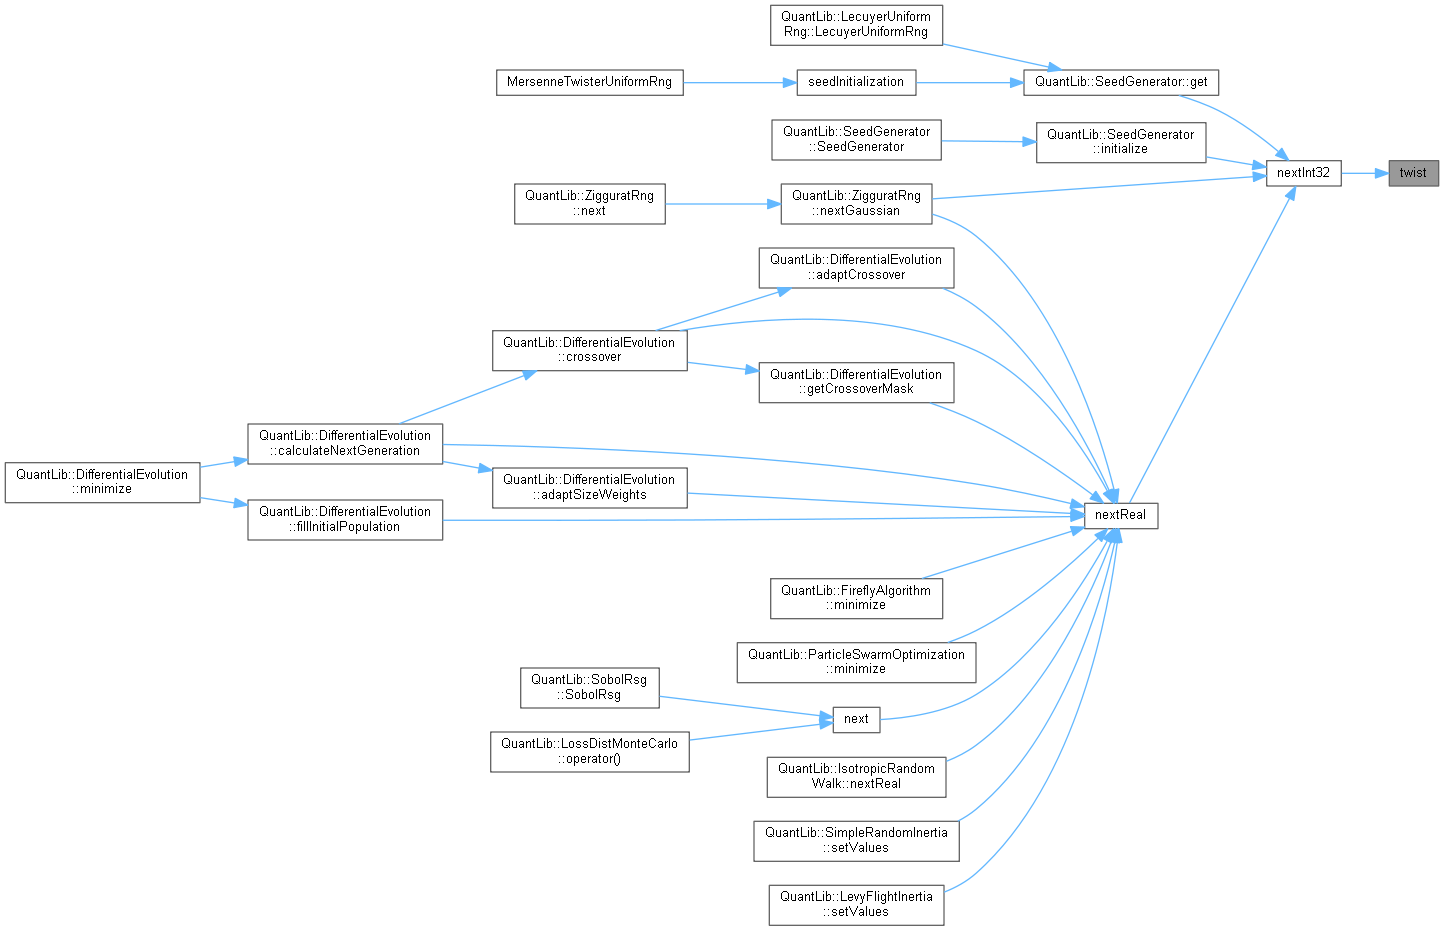 QuantLib::LecuyerUniform
Rng::LecuyerUniformRng
MersenneTwisterUniformRng
seedInitialization
QuantLib::SeedGenerator::get
QuantLib::SeedGenerator
::SeedGenerator
QuantLib::SeedGenerator
::initialize
nextInt32
twist
QuantLib::ZigguratRng
::next
QuantLib::ZigguratRng
::nextGaussian
QuantLib::DifferentialEvolution
::adaptCrossover
QuantLib::DifferentialEvolution
::crossover
QuantLib::DifferentialEvolution
::getCrossoverMask
QuantLib::DifferentialEvolution
::calculateNextGeneration
QuantLib::DifferentialEvolution
::minimize
QuantLib::DifferentialEvolution
::adaptSizeWeights
QuantLib::DifferentialEvolution
::fillInitialPopulation
nextReal
QuantLib::FireflyAlgorithm
::minimize
QuantLib::ParticleSwarmOptimization
::minimize
QuantLib::SobolRsg
::SobolRsg
next
QuantLib::LossDistMonteCarlo
::operator()
QuantLib::IsotropicRandom
Walk::nextReal
QuantLib::SimpleRandomInertia
::setValues
QuantLib::LevyFlightInertia
::setValues